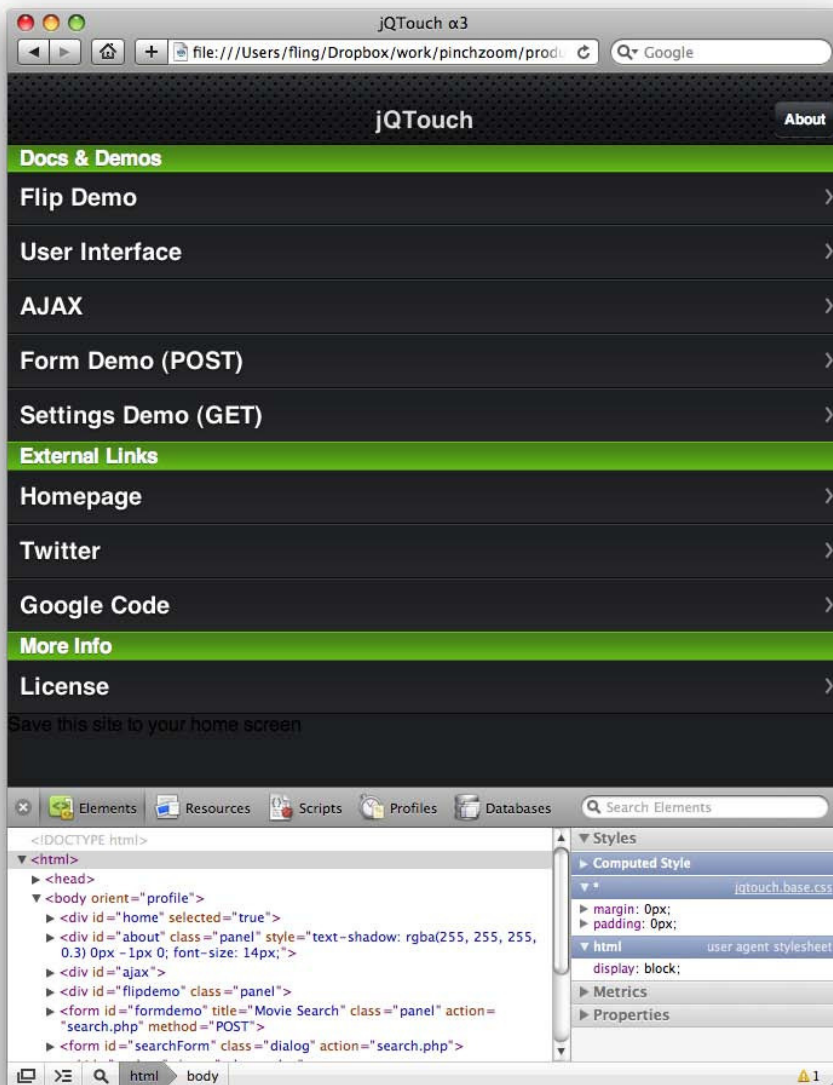 jQTouch α3
file:///Users/fling/Dropbox/work/pinchzoom/produ
Google
jQTouch
About
Docs & Demos
Flip Demo
User Interface
AJAX
Form Demo (POST)
Settings Demo (GET)
External Links
Homepage
Twitter
Google Code
More Info
License
Save this site to your home screen
Elements
Resources
Scripts
Profiles
Databases
Search Elements
<!DOCTYPE html>
<html>
<head>
<body orient="profile">
<div id="home" selected="true">
<div id="about" class="panel" style="text-shadow: rgba(255, 255, 255,
0.3) 0px -1px 0; font-size: 14px;">
<div id="ajax">
<div id="flipdemo" class="panel">
<form id="formdemo" title="Movie Search" class="panel" action=
"search.php" method="POST">
<form id="searchForm" class="dialog" action="search.php">
Styles
Computed Style
* jqtouch.base.css
margin: 0px;
padding: 0px;
html user agent stylesheet
display: block;
Metrics
Properties
html
body
1